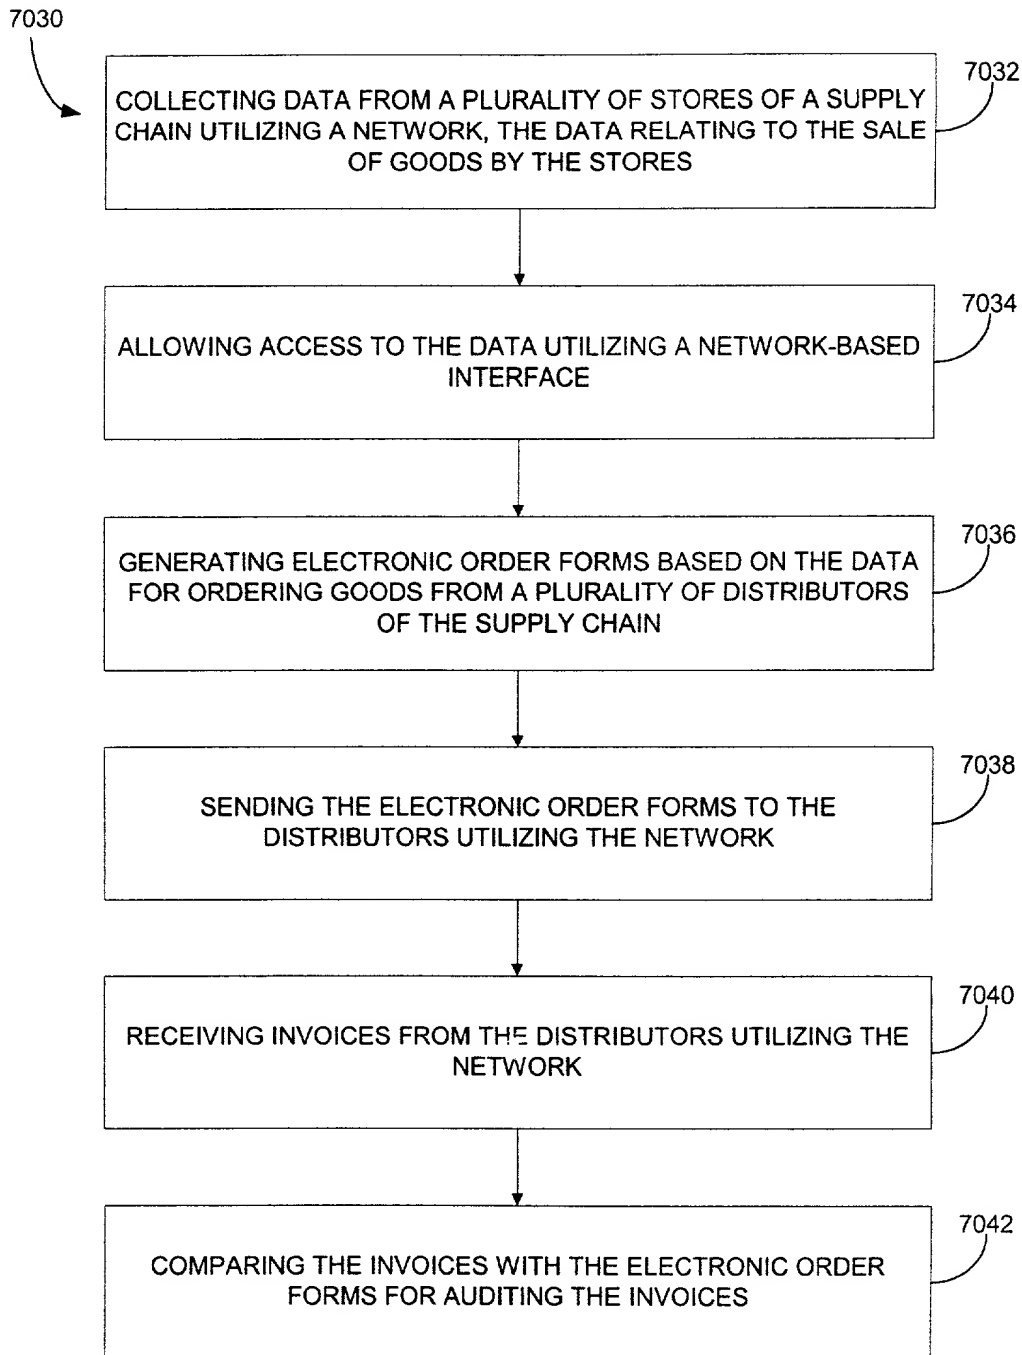 7030
7032
COLLECTING DATA FROM A PLURALITY OF STORES OF A SUPPLY
CHAIN UTILIZING A NETWORK, THE DATA RELATING TO THE SALE
OF GOODS BY THE STORES
7034
ALLOWING ACCESS TO THE DATA UTILIZING A NETWORK-BASED
INTERFACE
7036
GENERATING ELECTRONIC ORDER FORMS BASED ON THE DATA
FOR ORDERING GOODS FROM A PLURALITY OF DISTRIBUTORS
OF THE SUPPLY CHAIN
7038
SENDING THE ELECTRONIC ORDER FORMS TO THE
DISTRIBUTORS UTILIZING THE NETWORK
7040
RECEIVING INVOICES FROM THE DISTRIBUTORS UTILIZING THE
NETWORK
7042
COMPARING THE INVOICES WITH THE ELECTRONIC ORDER
FORMS FOR AUDITING THE INVOICES